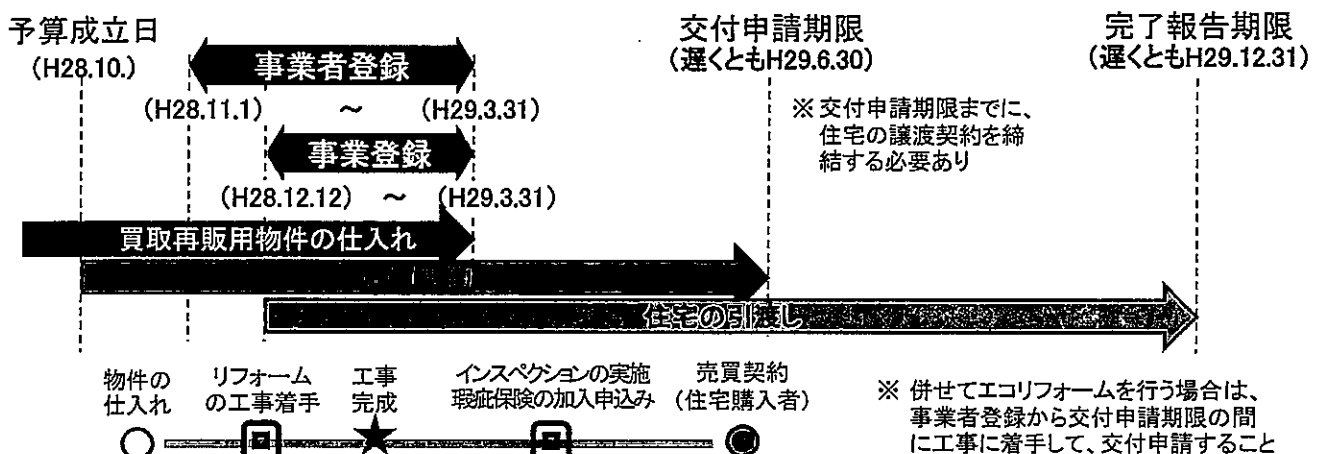 予算成立日
(H28.10.)
事業者登録
(H28.11.1) ～ (H29.3.31)
事業登録
(H28.12.12) ～ (H29.3.31)
交付申請期限
(遅くともH29.6.30)
※ 交付申請期限までに、
住宅の譲渡契約を締
結する必要あり
完了報告期限
(遅くともH29.12.31)
買取再販用物件の仕入れ
住宅の引渡し
物件の
仕入れ
リフォーム
の工事着手
工事
完成
インスペクションの実施
瑕疵保険の加入申込み
売買契約
(住宅購入者)
※ 併せてエコリフォームを行う場合は、
事業者登録から交付申請期限の間
に工事に着手して、交付申請すること